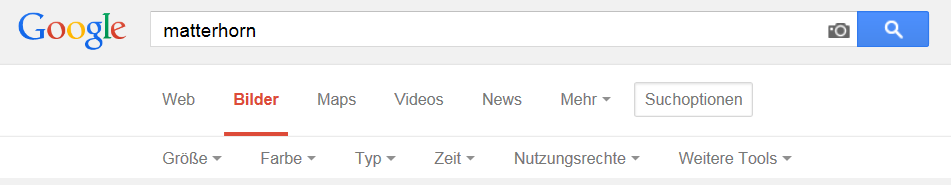 Google matterhorn
Web Bilder Maps Videos News Mehr Suchoptionen
Größe Farbe Typ Zeit Nutzungsrechte Weitere Tools